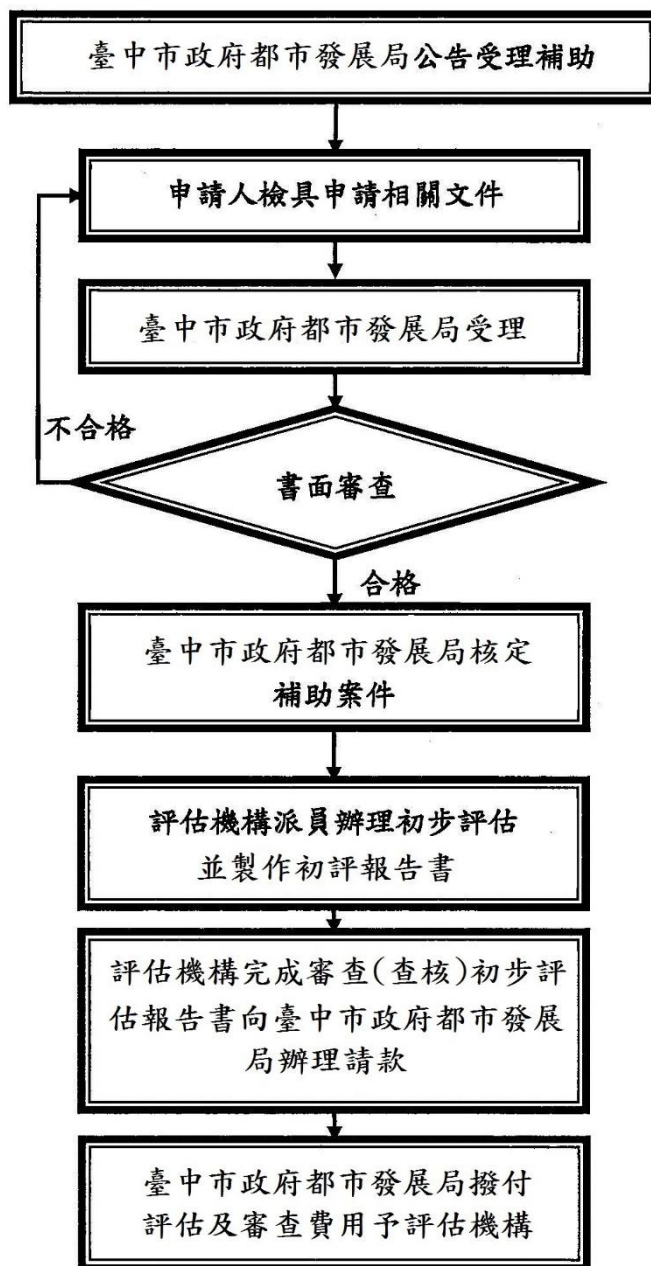 臺中市政府都市發展局公告受理補助
申請人檢具申請相關文件
臺中市政府都市發展局受理
不合格
書面審查
合格
臺中市政府都市發展局核定
補助案件
評估機構派員辦理初步評估
並製作初評報告書
評估機構完成審查(查核)初步評
估報告書向臺中市政府都市發展
局辦理請款
臺中市政府都市發展局撥付
評估及審查費用予評估機構